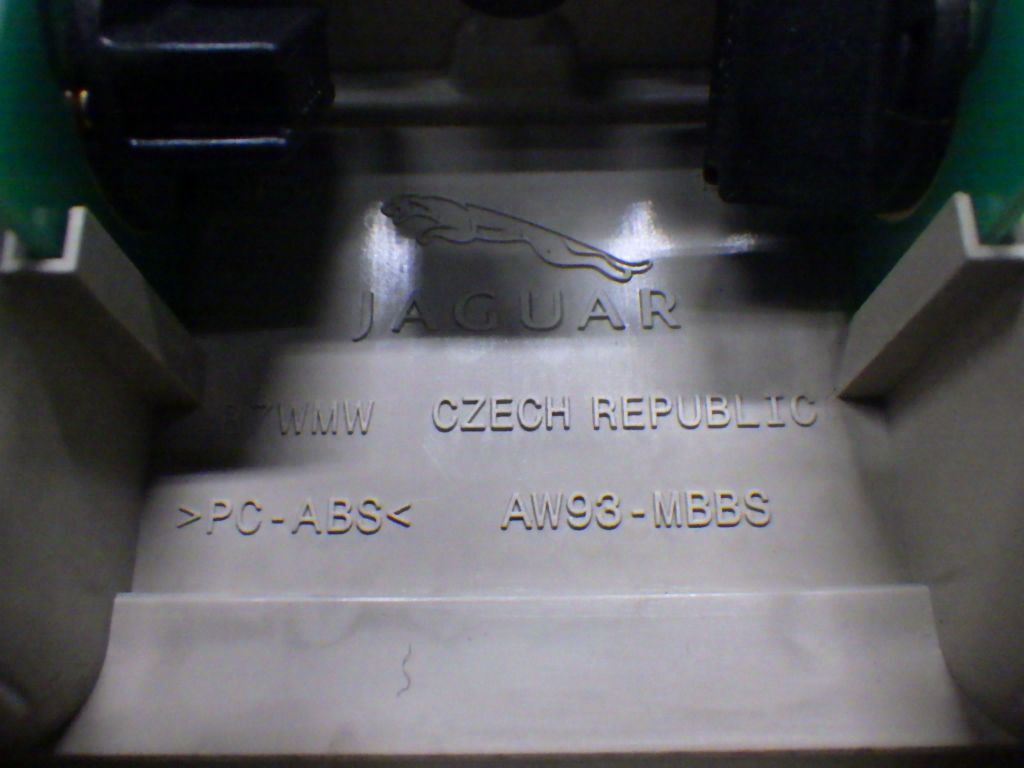 JAGUAR
CZECH REPUBLIC
>PC-ABS< AW93-MBBS